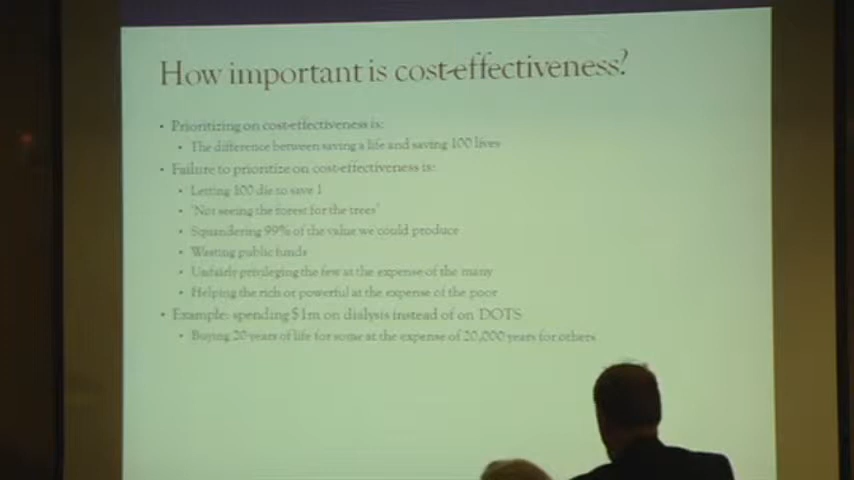 How important is cost-effectiveness?
• Prioritizing on cost-effectiveness is:
• The difference between saving a life and saving 100 lives
• Failure to prioritize on cost-effectiveness is:
• Letting 100 die to save 1
• 'Not seeing the forest for the trees'
• Squandering 99% of the value we could produce
• Wasting public funds
• Unfairly privileging the few at the expense of the many
• Helping the rich or powerful at the expense of the poor
• Example: spending $1m on dialysis instead of on DOTS
• Buying 20 years of life for some at the expense of 20,000 years for others